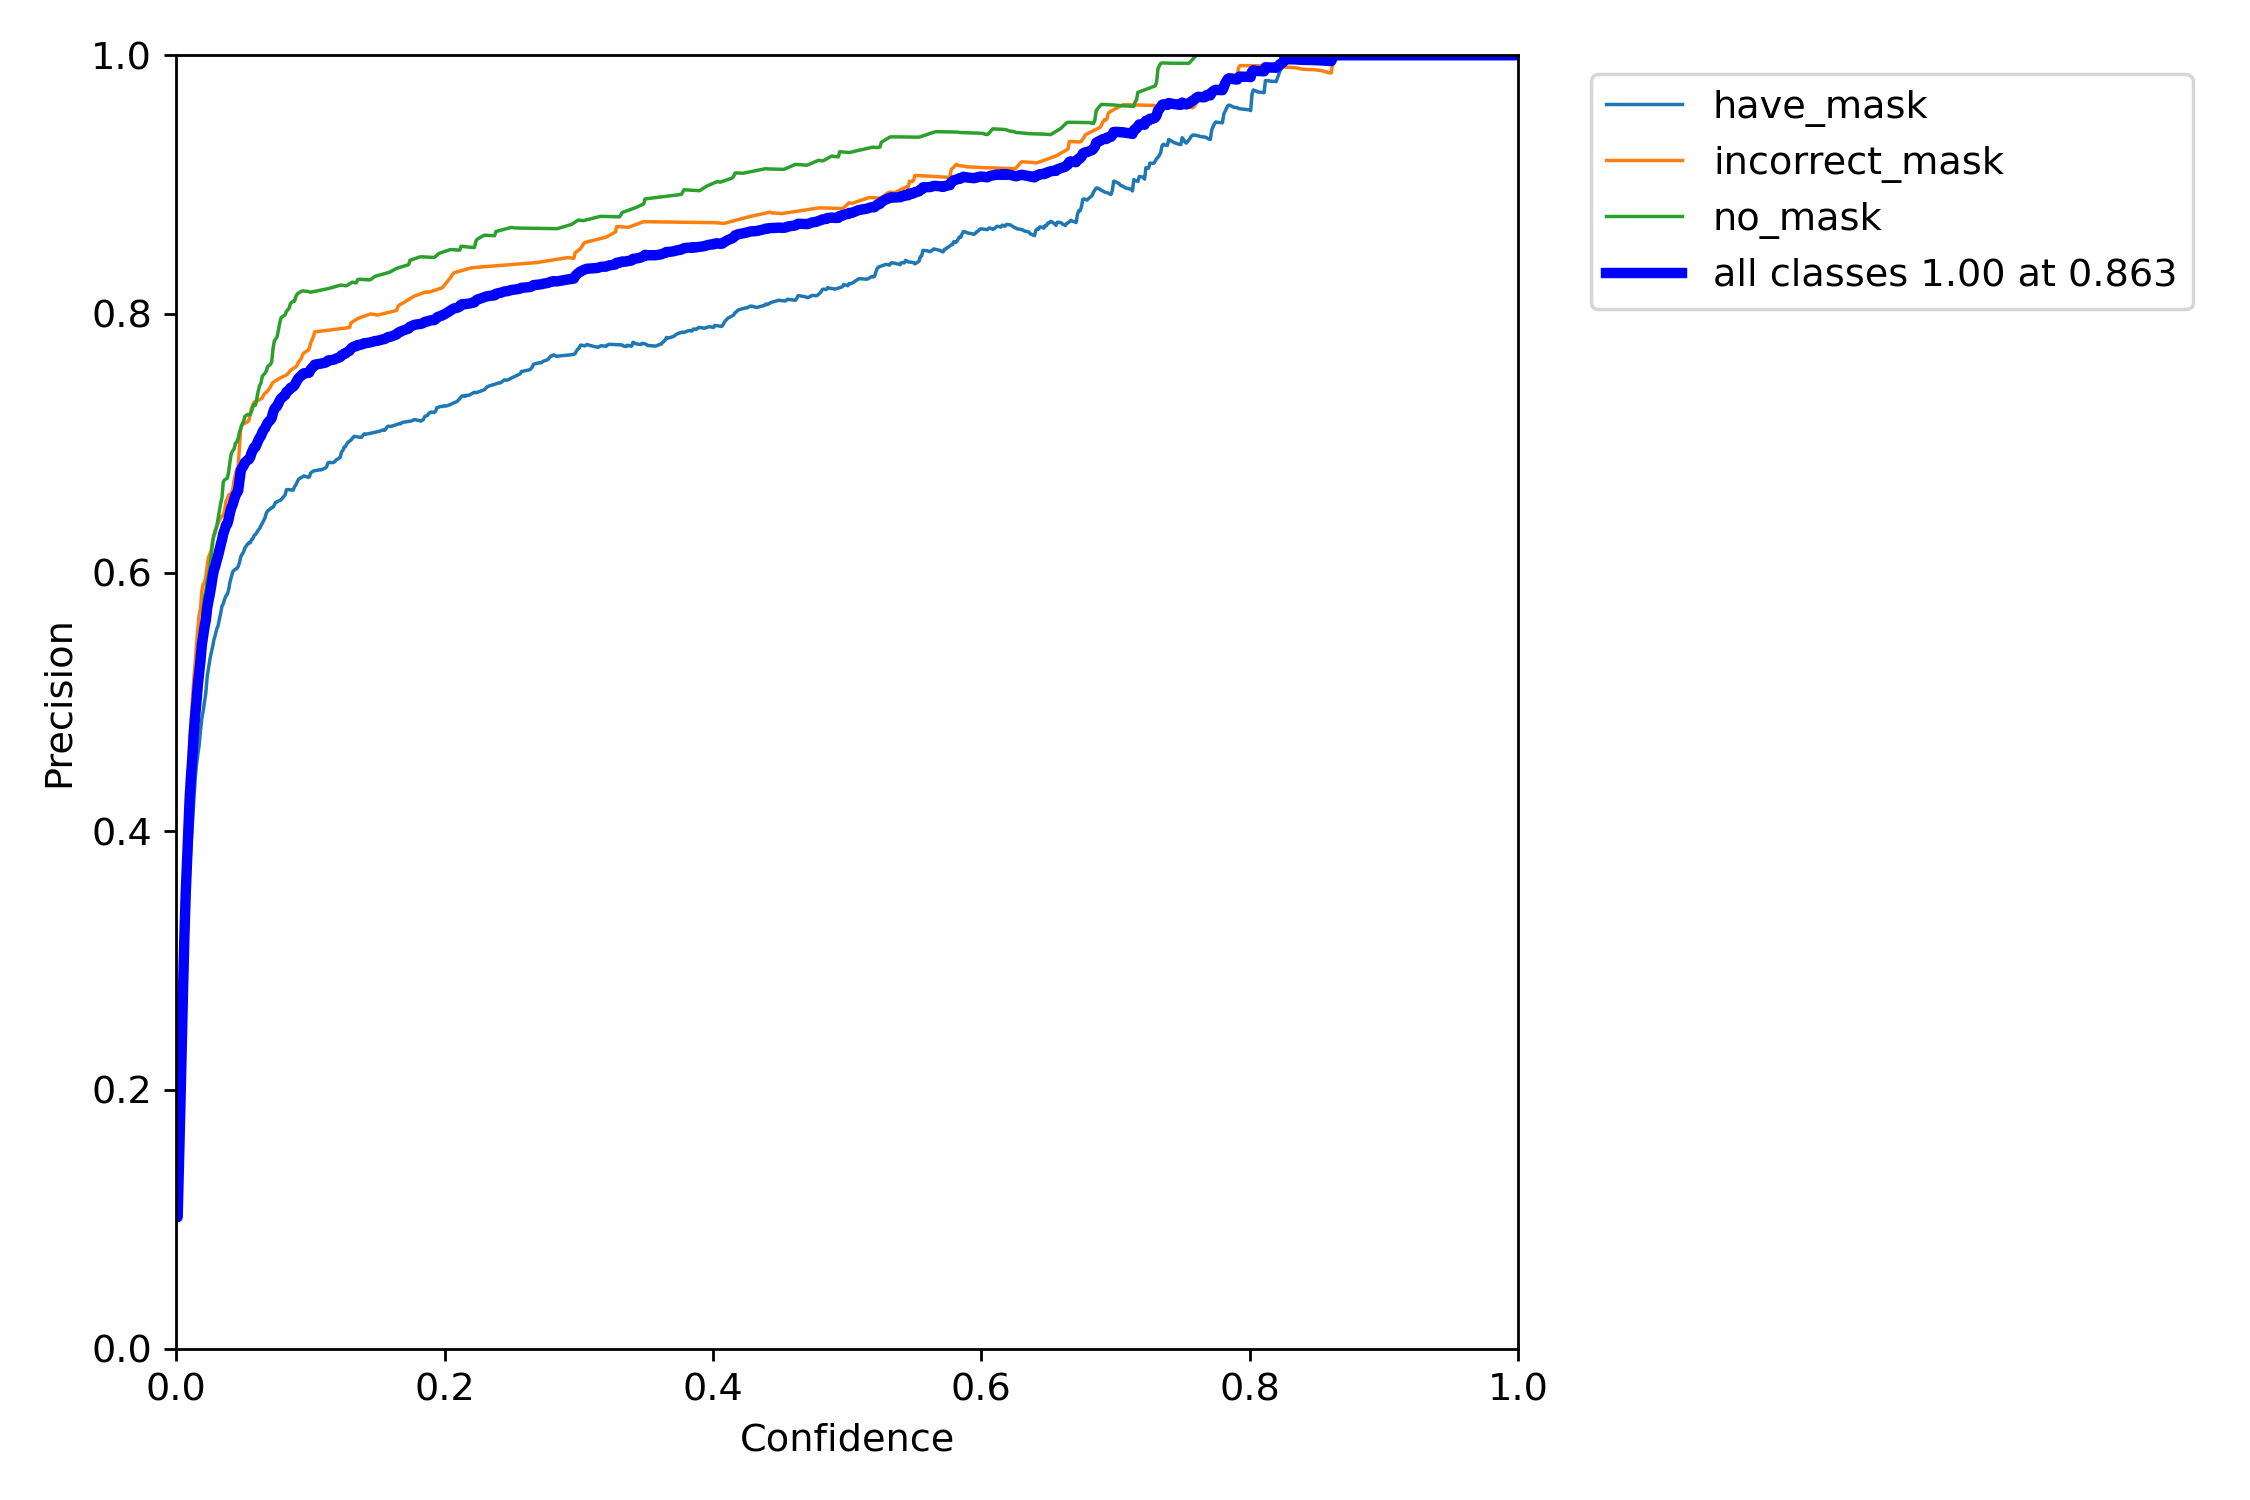 1.0
0.8
0.6
0.4
0.2
0.0
Precision
0.0 0.2 0.4 0.6 0.8 1.0
Confidence
have_mask
incorrect_mask
no_mask
all classes 1.00 at 0.863